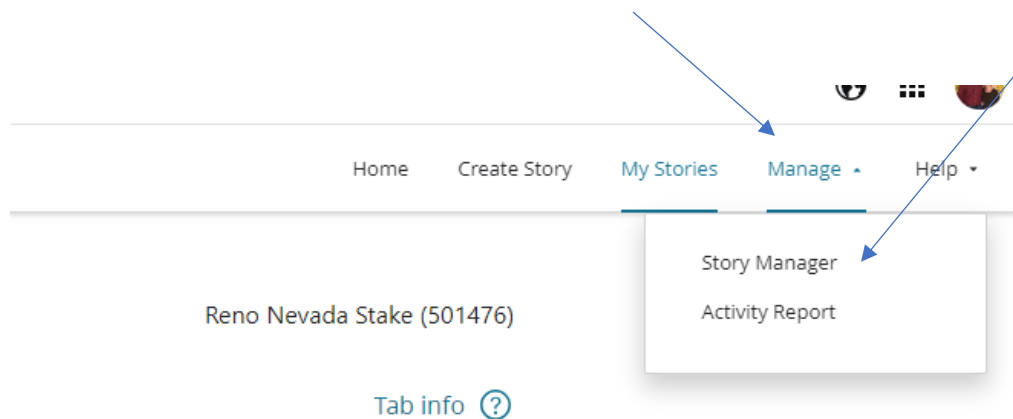 Home Create Story My Stories Manage Help
Story Manager
Reno Nevada Stake (501476)
Activity Report
Tab info ?